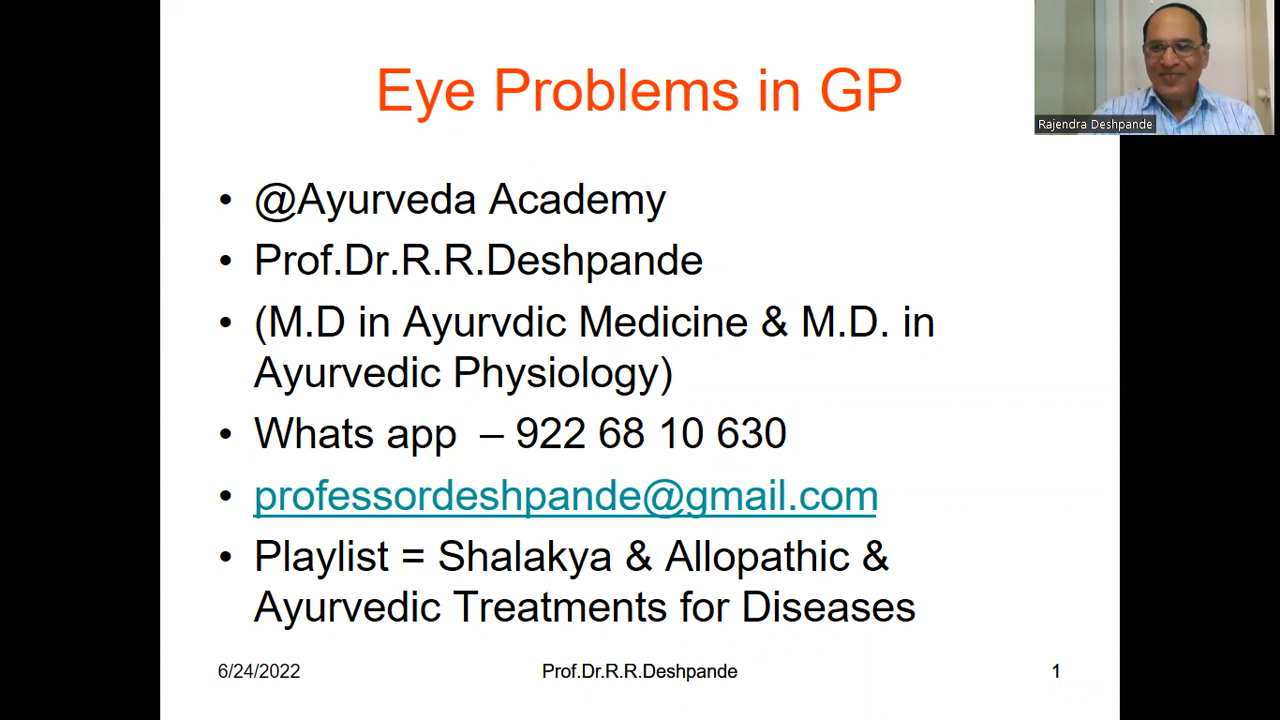 Eye Problems in GP
Rajendra Deshpande
• @Ayurveda Academy
• Prof.Dr.R.R.Deshpande
• (M.D in Ayurvdic Medicine & M.D. in
Ayurvedic Physiology)
• Whats app – 922 68 10 630
• professordeshpande@gmail.com
• Playlist = Shalakya & Allopathic &
Ayurvedic Treatments for Diseases
6/24/2022
Prof.Dr.R.R.Deshpande
1